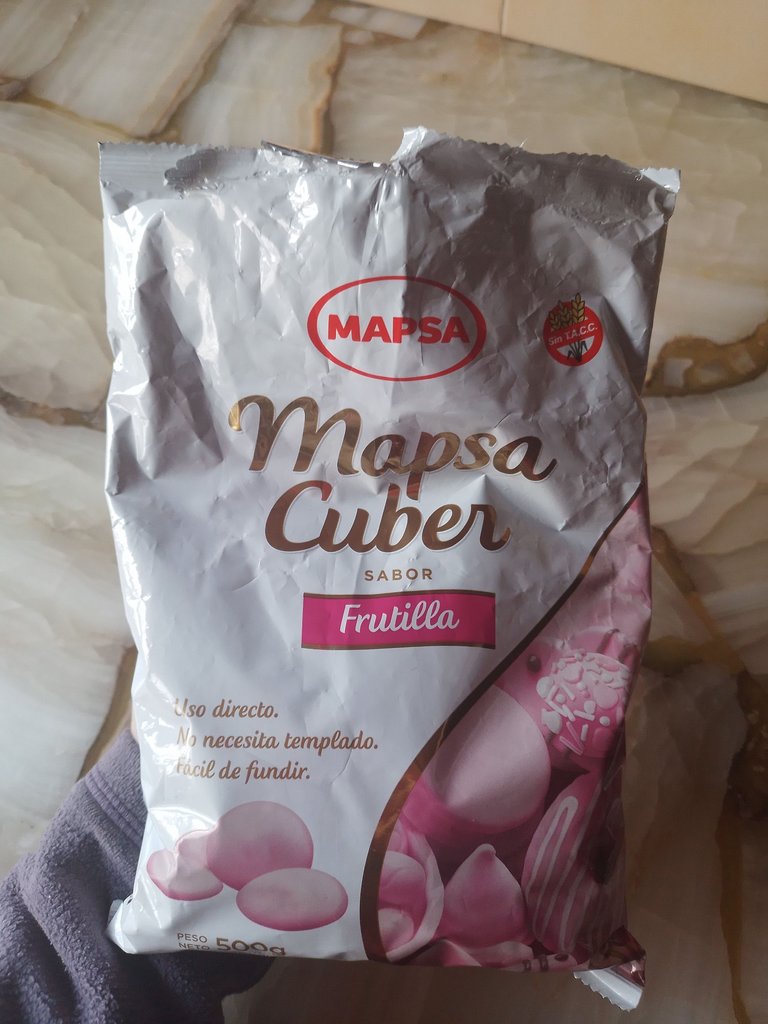 MAPSA
Sin T.A.C.C.
Mapsa
Cuber
SABOR
Frutilla
Uso directo.
No necesita templado.
Fácil de fundir.
PESO
NETO 500g